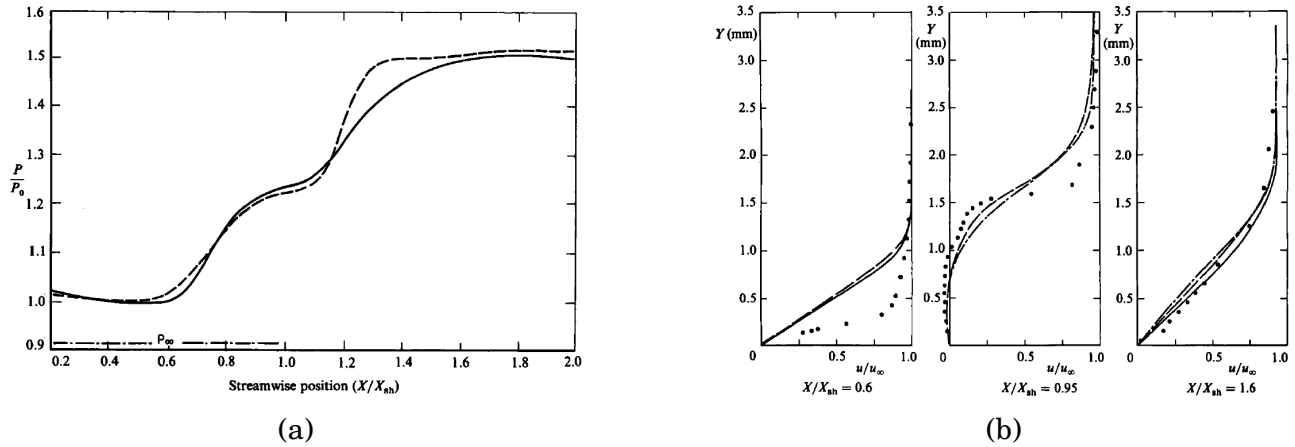 1.6
1.5
1.4
1.3
P
P₀
1.2
1.1
1.0
0.9
P∞
0.2
0.4
0.6
0.8
1.0
1.2
1.4
1.6
1.8
2.0
Streamwise position (X/Xsh)
(a)
3.5
Y (mm)
3.0
2.5
2.0
1.5
1.0
0.5
0
0.5
1.0
u/u∞
X/Xsh = 0.6
3.5
Y
(mm)
3.0
2.5
2.0
1.5
1.0
0.5
0
0.5
1.0
u/u∞
X/Xsh = 0.95
3.5
Y
(mm)
3.0
2.5
2.0
1.5
1.0
0.5
0
0.5
1.0
u/u∞
X/Xsh = 1.6
(b)